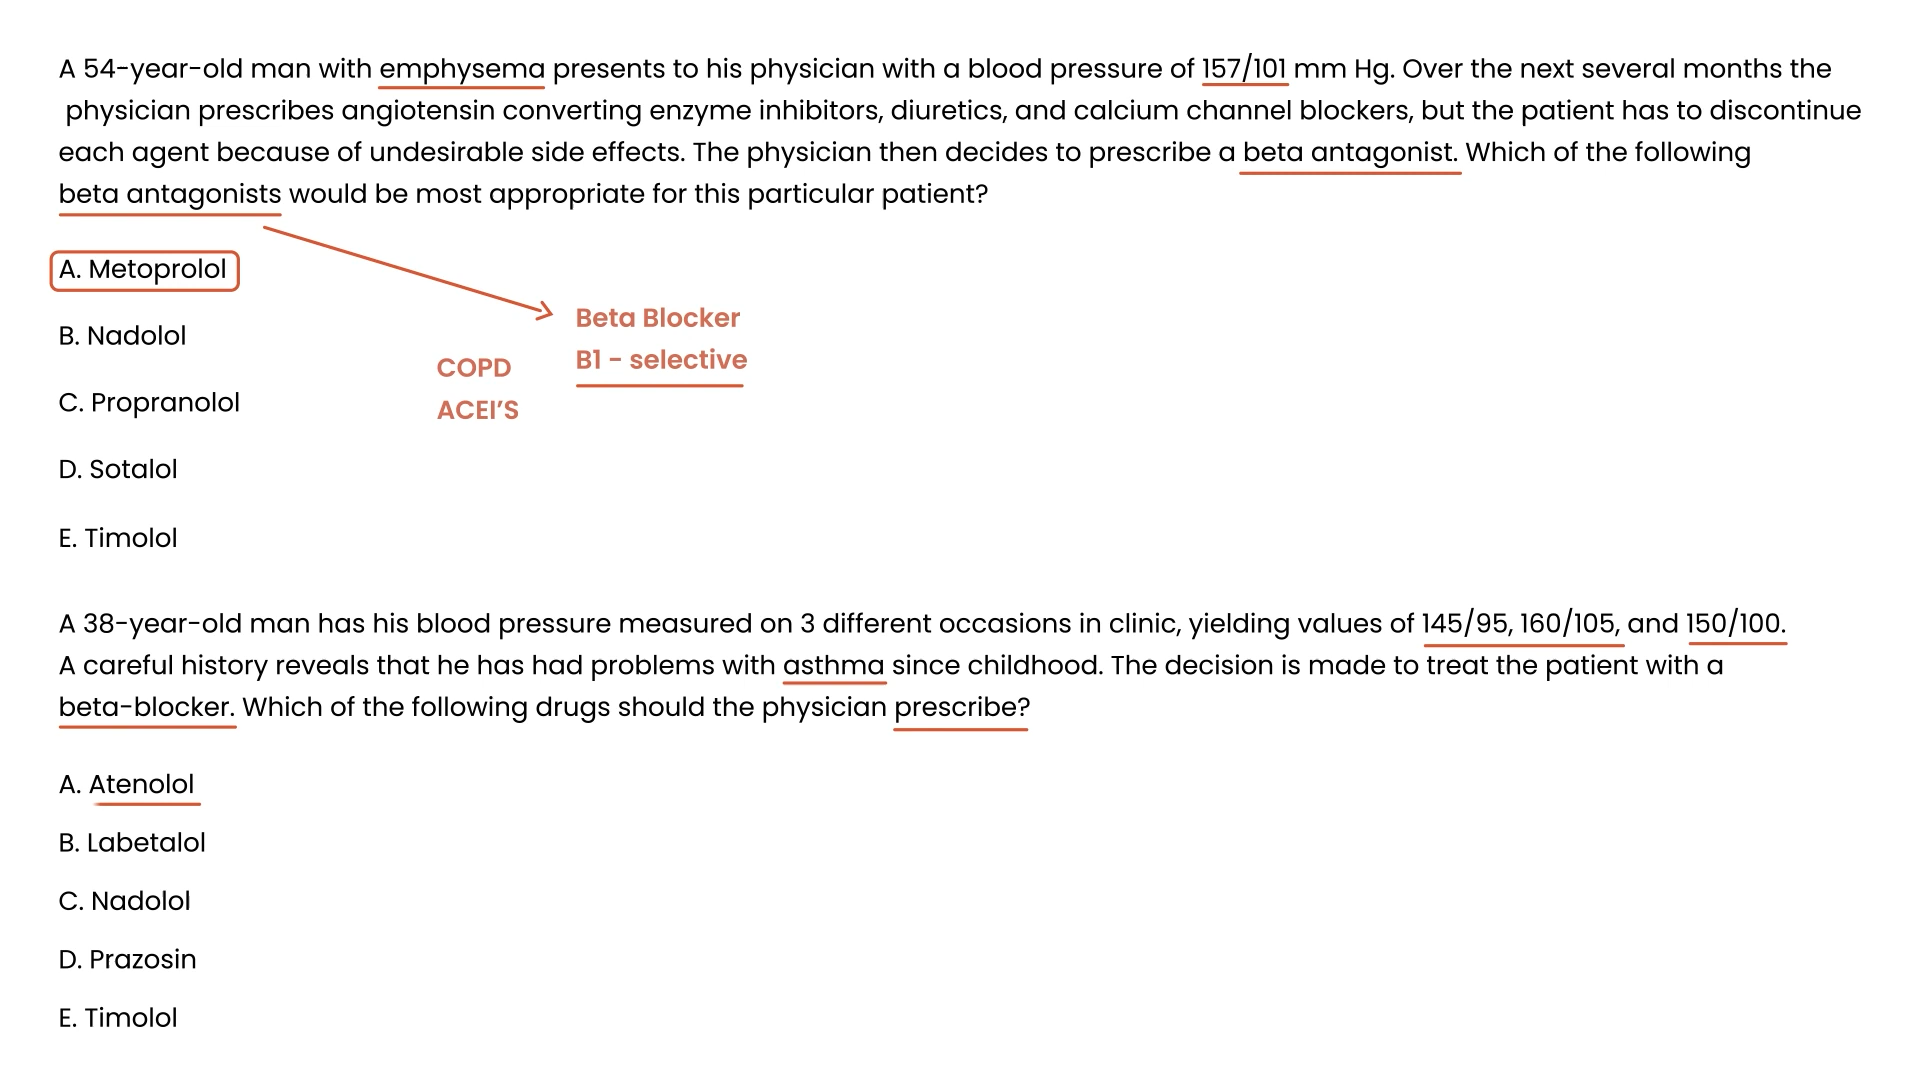 A 54-year-old man with emphysema presents to his physician with a blood pressure of 157/101 mm Hg. Over the next several months the
physician prescribes angiotensin converting enzyme inhibitors, diuretics, and calcium channel blockers, but the patient has to discontinue
each agent because of undesirable side effects. The physician then decides to prescribe a beta antagonist. Which of the following
beta antagonists would be most appropriate for this particular patient?
A. Metoprolol
B. Nadolol
C. Propranolol
D. Sotalol
E. Timolol
Beta Blocker
B1 - selective
COPD
ACEI'S
A 38-year-old man has his blood pressure measured on 3 different occasions in clinic, yielding values of 145/95, 160/105, and 150/100.
A careful history reveals that he has had problems with asthma since childhood. The decision is made to treat the patient with a
beta-blocker. Which of the following drugs should the physician prescribe?
A. Atenolol
B. Labetalol
C. Nadolol
D. Prazosin
E. Timolol